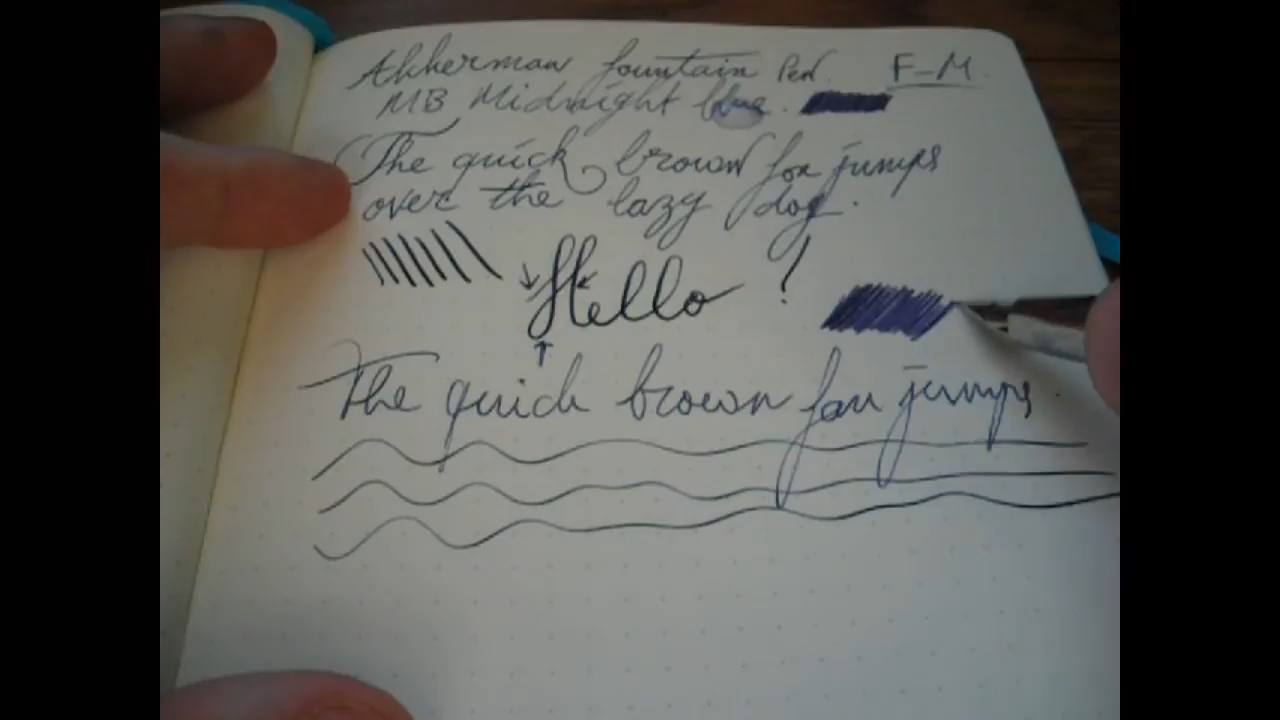 Akkerman fountain Pen. F-M.
MB Midnight blue.
The quick brown fox jumps
over the lazy dog.
Hello !
The quick brown fox jumps